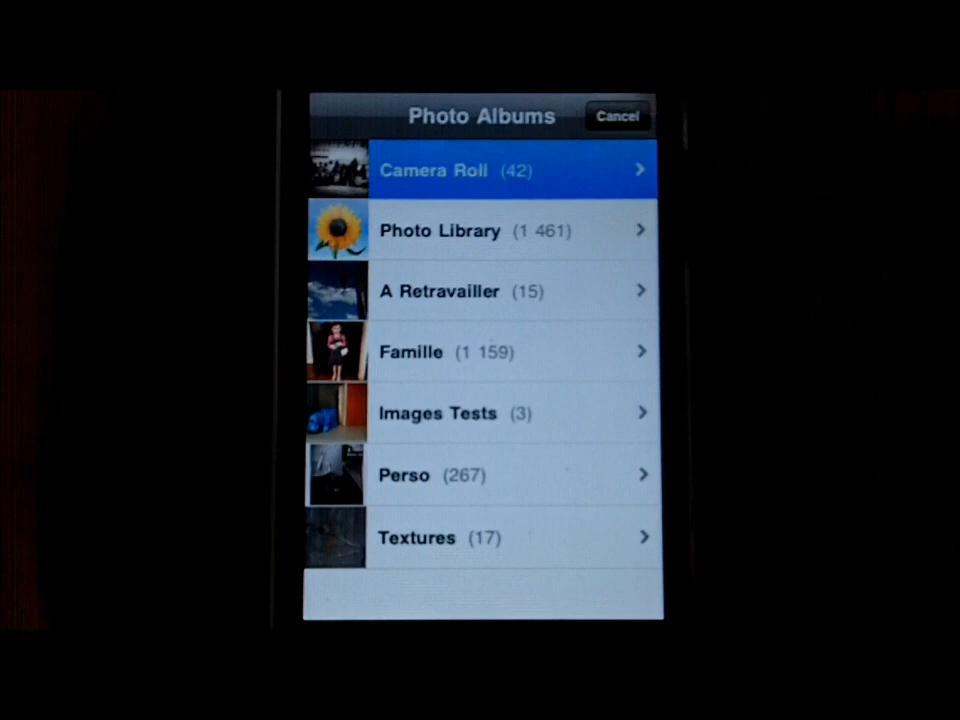 Photo Albums Cancel
Camera Roll (42)
Photo Library (1 461)
A Retravailler (15)
Famille (1 159)
Images Tests (3)
Perso (267)
Textures (17)